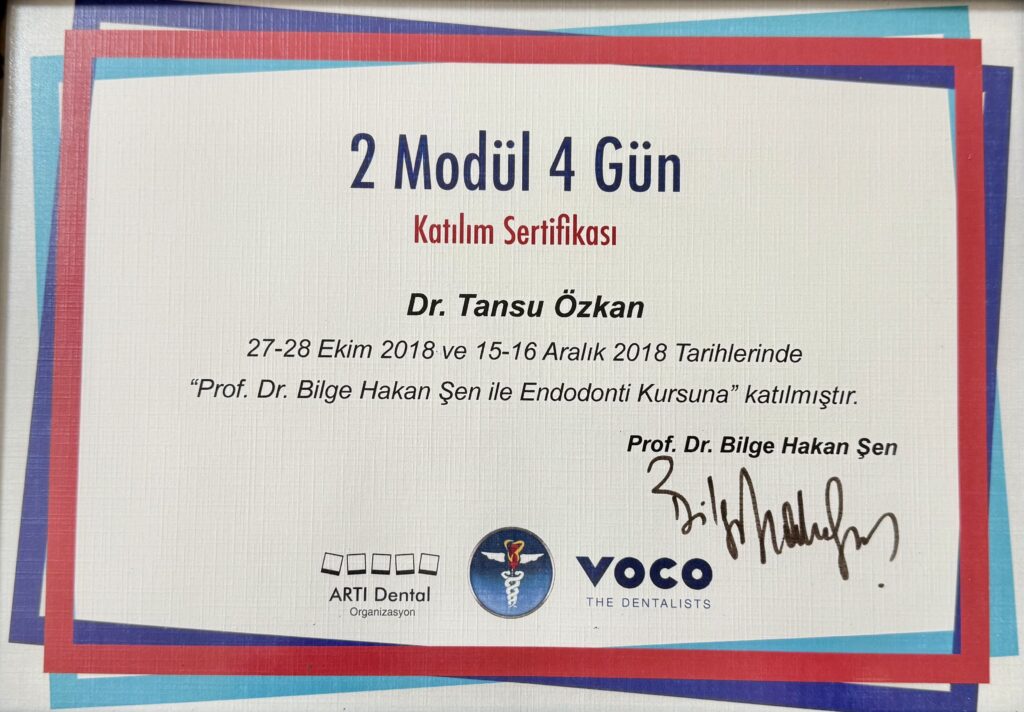 2 Modül 4 Gün
Katılım Sertifikası
Dr. Tansu Özkan
27-28 Ekim 2018 ve 15-16 Aralık 2018 Tarihlerinde
“Prof. Dr. Bilge Hakan Şen ile Endodonti Kursuna” katılmıştır.
Prof. Dr. Bilge Hakan Şen
ARTI Dental
Organizasyon
VOCO
THE DENTALISTS